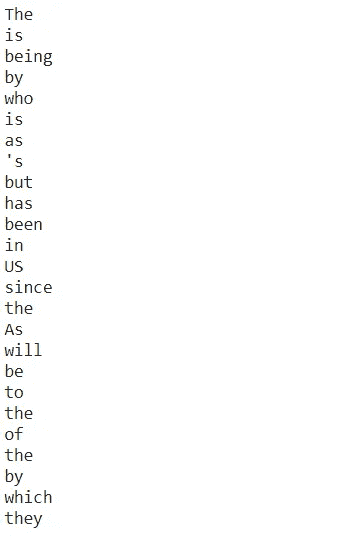 The
is
being
by
who
is
as
's
but
has
been
in
US
since
the
As
will
be
to
the
of
the
by
which
they